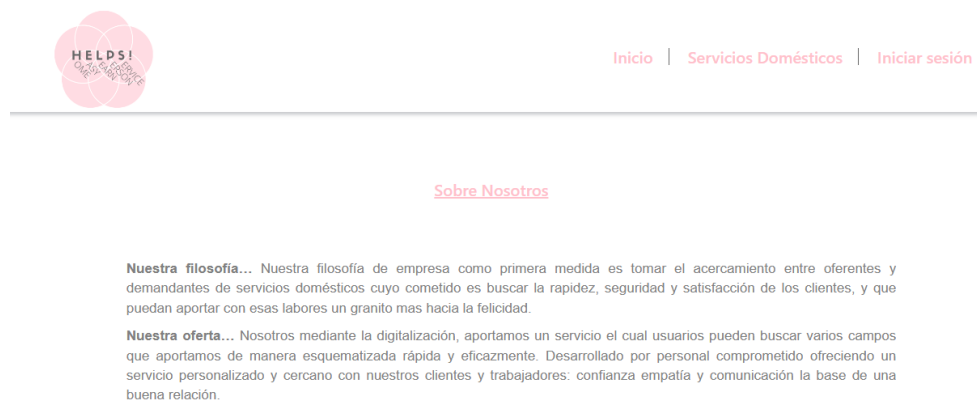 HELPS!
OME
ASY
EARN
ERSON
ERVICE
Inicio | Servicios Domésticos | Iniciar sesión
Sobre Nosotros
Nuestra filosofía... Nuestra filosofía de empresa como primera medida es tomar el acercamiento entre oferentes y
demandantes de servicios domésticos cuyo cometido es buscar la rapidez, seguridad y satisfacción de los clientes, y que
puedan aportar con esas labores un granito mas hacia la felicidad.
Nuestra oferta... Nosotros mediante la digitalización, aportamos un servicio el cual usuarios pueden buscar varios campos
que aportamos de manera esquematizada rápida y eficazmente. Desarrollado por personal comprometido ofreciendo un
servicio personalizado y cercano con nuestros clientes y trabajadores: confianza empatía y comunicación la base de una
buena relación.